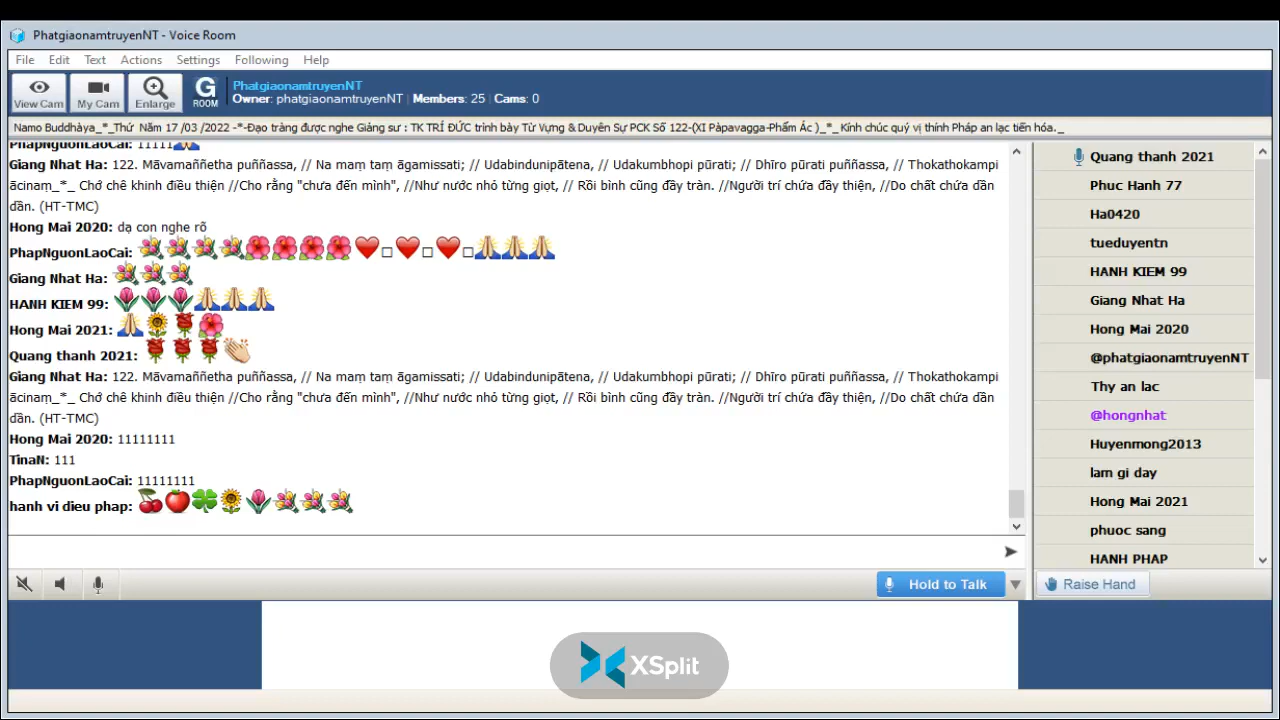 PhatgiaonamtruyenNT - Voice Room
File Edit Text Actions Settings Following Help
View Cam My Cam Enlarge G ROOM
PhatgiaonamtruyenNT
Owner: phatgiaonamtruyenNT | Members: 25 | Cams: 0
Namo Buddhàya_*_Thứ Năm 17 /03 /2022 -*-Đạo tràng được nghe Giảng sư : TK TRÍ ĐỨC trình bày Từ Vựng & Duyên Sự PCK Số 122-(XI Pàpavagga-Phẩm Ác )_*_ Kính chúc quý vị thính Pháp an lạc tiến hóa._
PhapNguonLaoCai: 11111🙏
Giang Nhat Ha: 122. Māvamaññetha puññassa, // Na maṃ taṃ āgamissati; // Udabindunipātena, // Udakumbhopi pūrati; // Dhīro pūrati puññassa, // Thokathokampi
ācinaṃ_*_ Chớ chê khinh điều thiện //Cho rằng "chưa đến mình", //Như nước nhỏ từng giọt, // Rồi bình cũng đầy tràn. //Người trí chứa đầy thiện, //Do chất chứa dần
dần. (HT-TMC)
Hong Mai 2020: dạ con nghe rõ
PhapNguonLaoCai: 💐💐💐💐🌺🌺🌺🌺❤□❤□❤□🙏🙏🙏
Giang Nhat Ha: 💐💐💐
HANH KIEM 99: 🌷🌷🌷🙏🙏🙏
Hong Mai 2021: 🙏🌻🌹🌺
Quang thanh 2021: 🌹🌹🌹👏
Giang Nhat Ha: 122. Māvamaññetha puññassa, // Na maṃ taṃ āgamissati; // Udabindunipātena, // Udakumbhopi pūrati; // Dhīro pūrati puññassa, // Thokathokampi
ācinaṃ_*_ Chớ chê khinh điều thiện //Cho rằng "chưa đến mình", //Như nước nhỏ từng giọt, // Rồi bình cũng đầy tràn. //Người trí chứa đầy thiện, //Do chất chứa dần
dần. (HT-TMC)
Hong Mai 2020: 11111111
TinaN: 111
PhapNguonLaoCai: 11111111
hanh vi dieu phap: 🍒🍎🍀🌻🌷💐💐💐
Hold to Talk
Quang thanh 2021
Phuc Hanh 77
Ha0420
tueduyentn
HANH KIEM 99
Giang Nhat Ha
Hong Mai 2020
@phatgiaonamtruyenNT
Thy an lac
@hongnhat
Huyenmong2013
lam gi day
Hong Mai 2021
phuoc sang
HANH PHAP
Raise Hand
XSplit